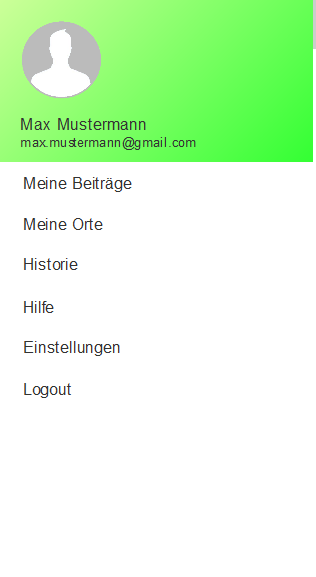 Max Mustermann
max.mustermann@gmail.com
Meine Beiträge
Meine Orte
Historie
Hilfe
Einstellungen
Logout